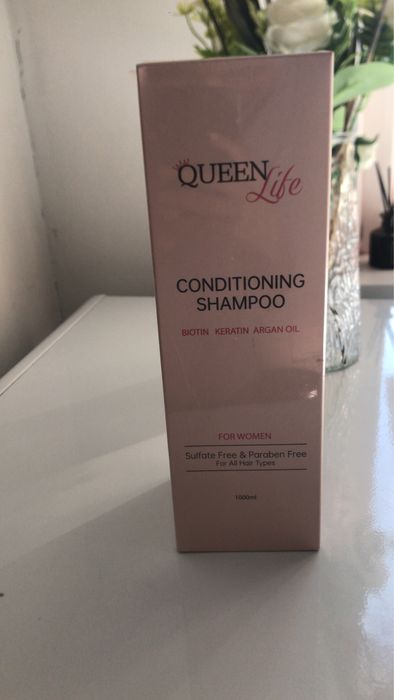 QUEEN Life
CONDITIONING
SHAMPOO
BIOTIN KERATIN ARGAN OIL
FOR WOMEN
Sulfate Free & Paraben Free
For All Hair Types
1000ml